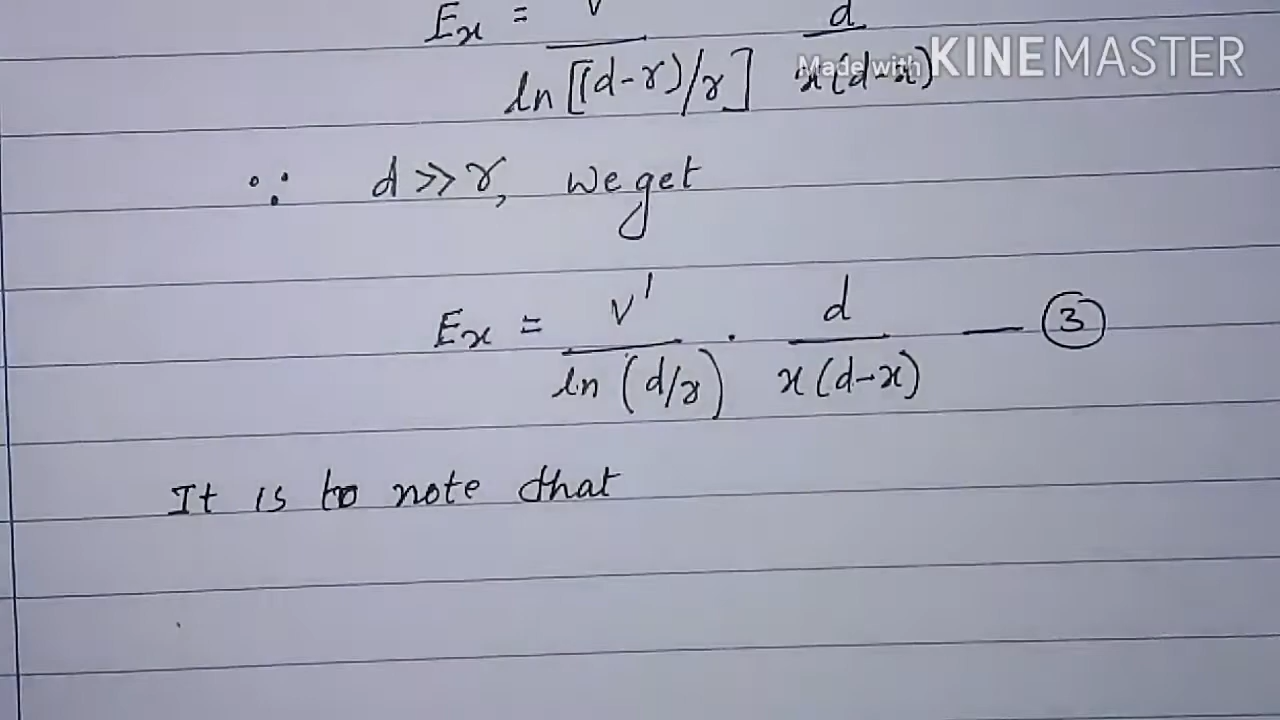 Ex = V / ln[(d-r)/r] d / x(d-x)
Made with KINEMASTER
∵ d >> r, we get
Ex = V' / ln (d/r) · d / x(d-x) — ③
It is to note that